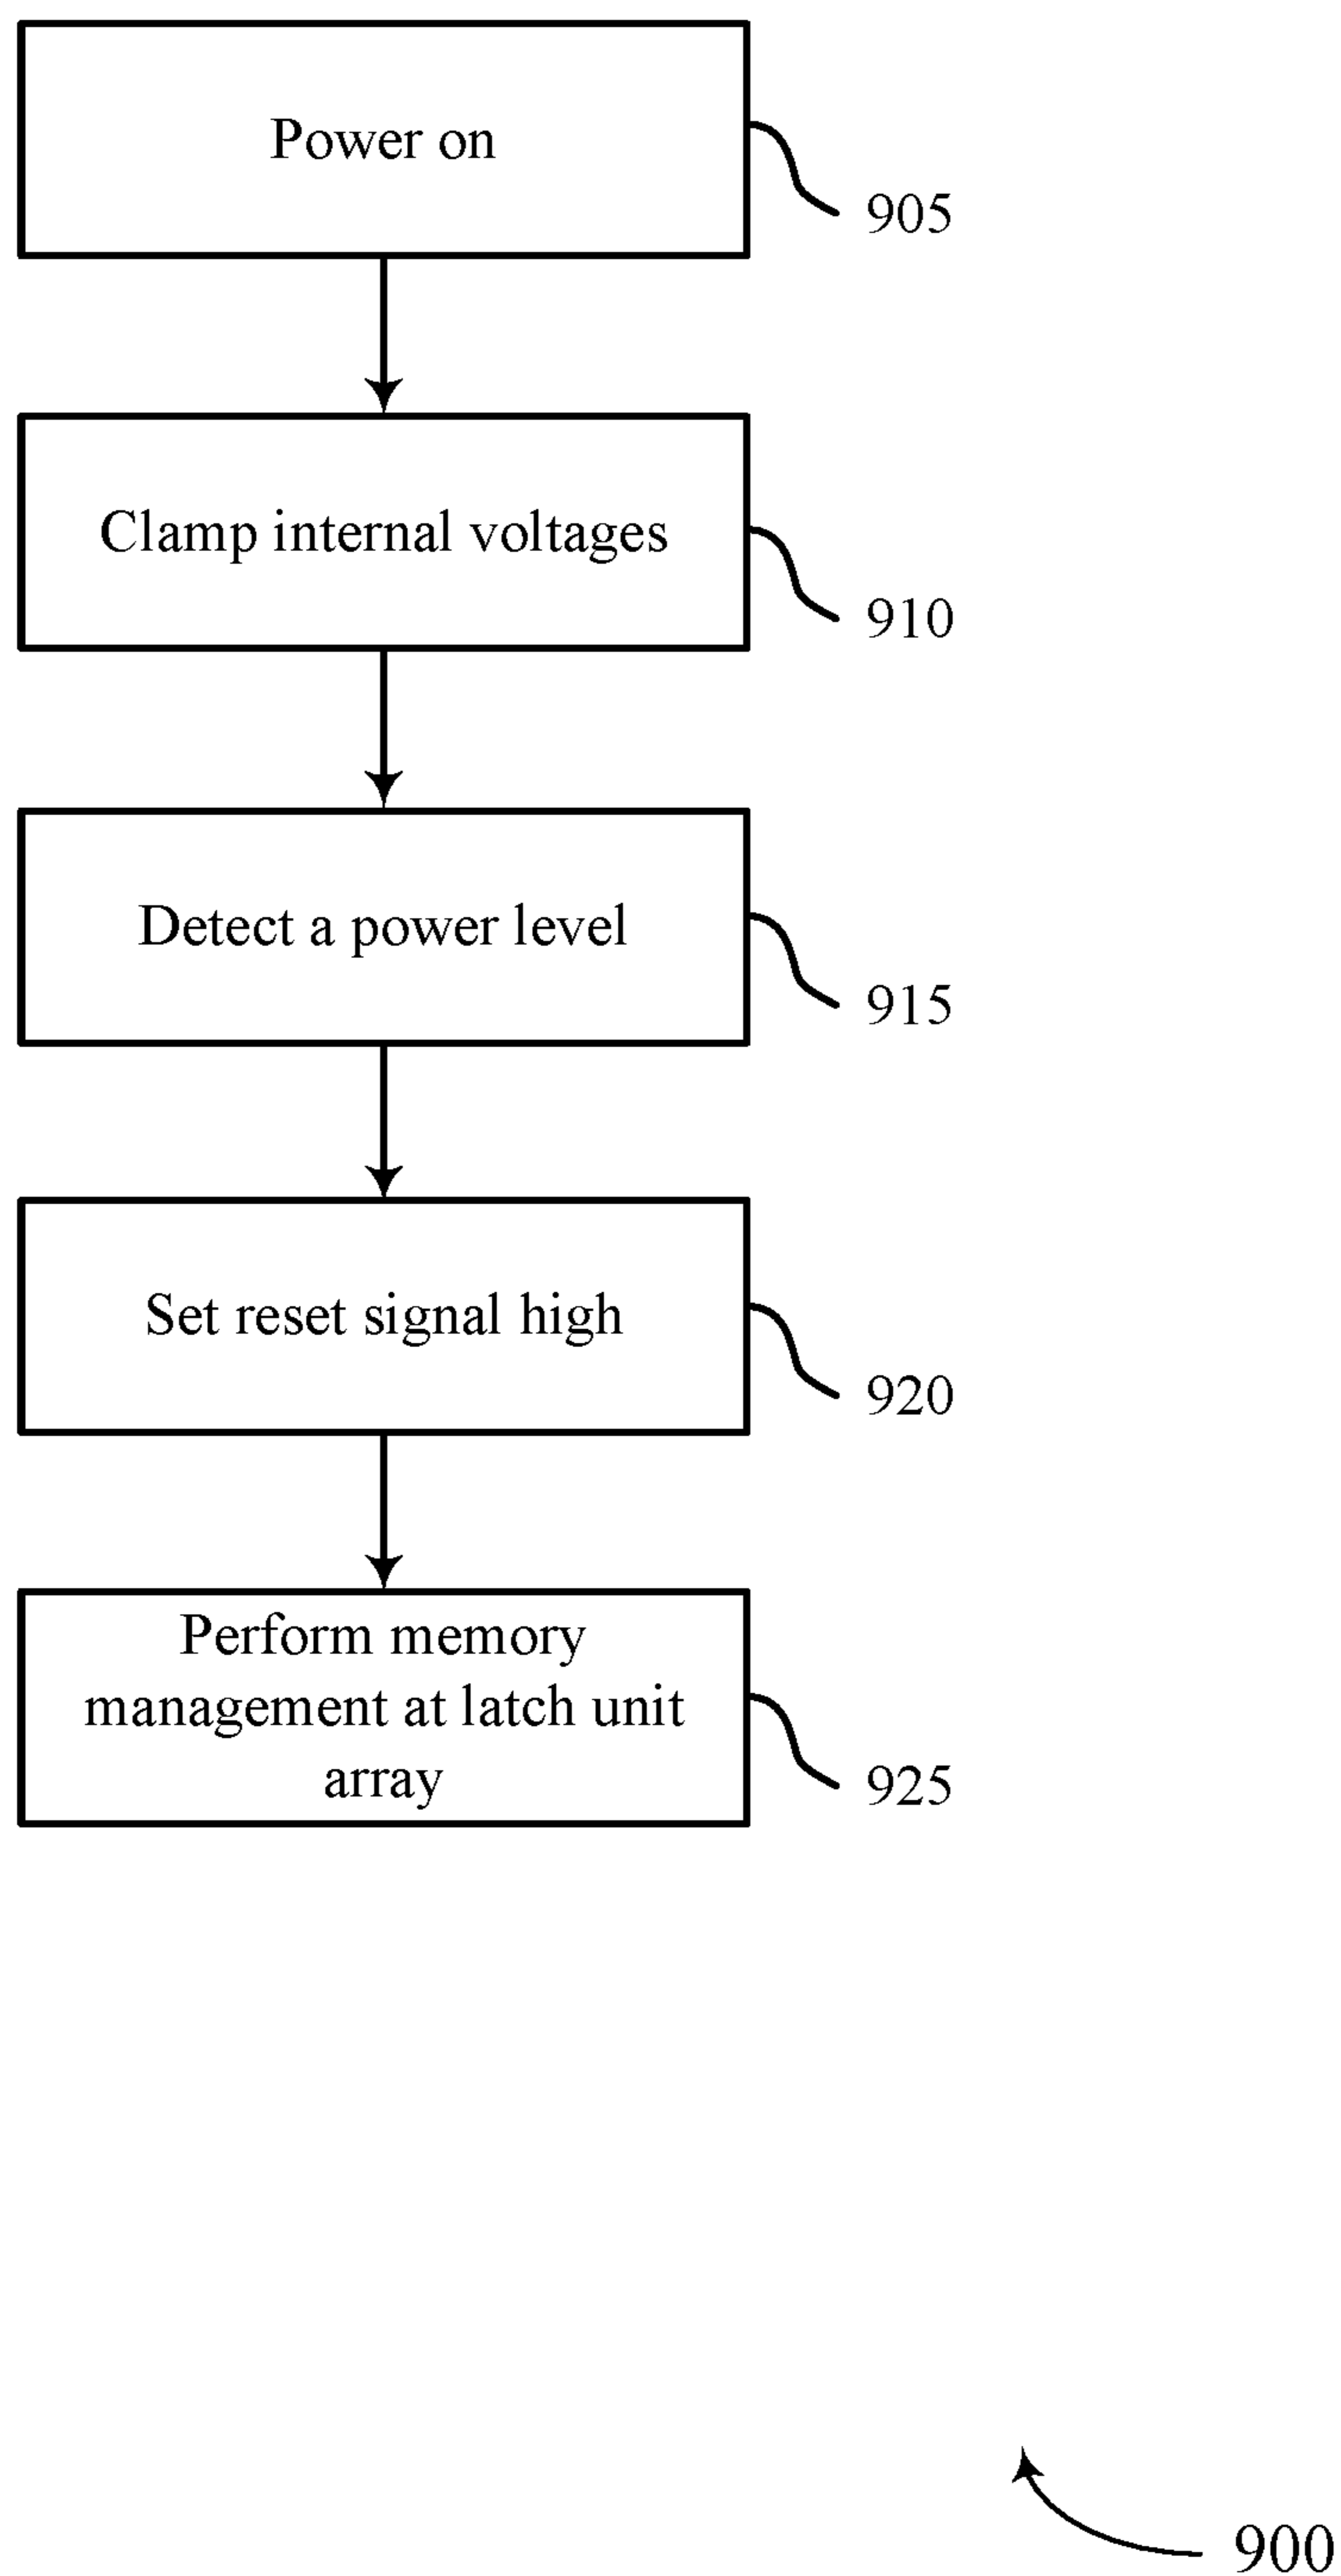 Power on
905
Clamp internal voltages
910
Detect a power level
915
Set reset signal high
920
Perform memory
management at latch unit
array
925
900